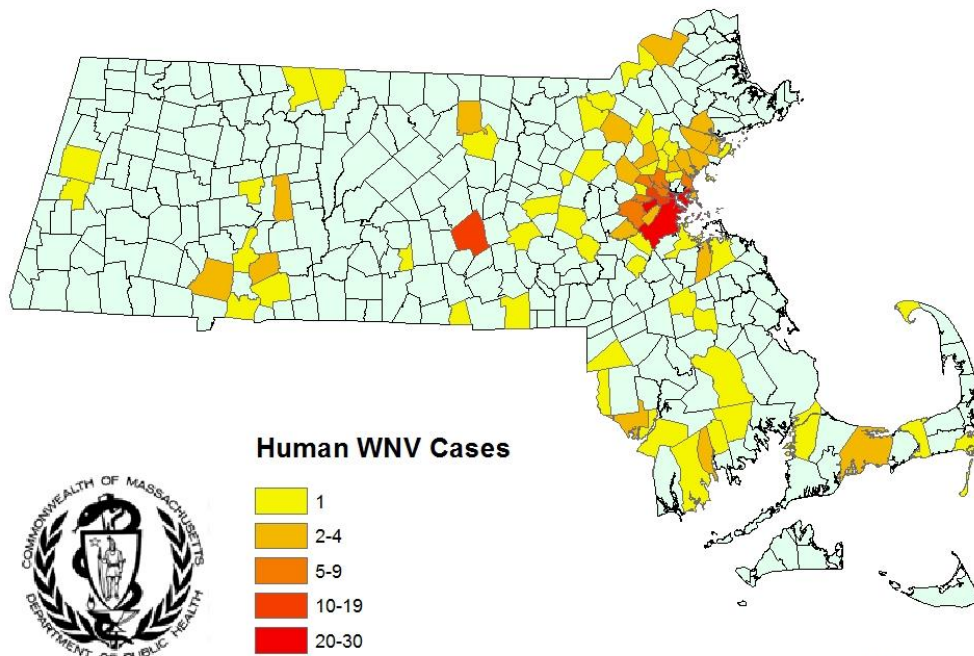 Human WNV Cases
1
2-4
5-9
10-19
20-30
COMMONWEALTH OF MASSACHUSETTS
DEPARTMENT OF PUBLIC HEALTH